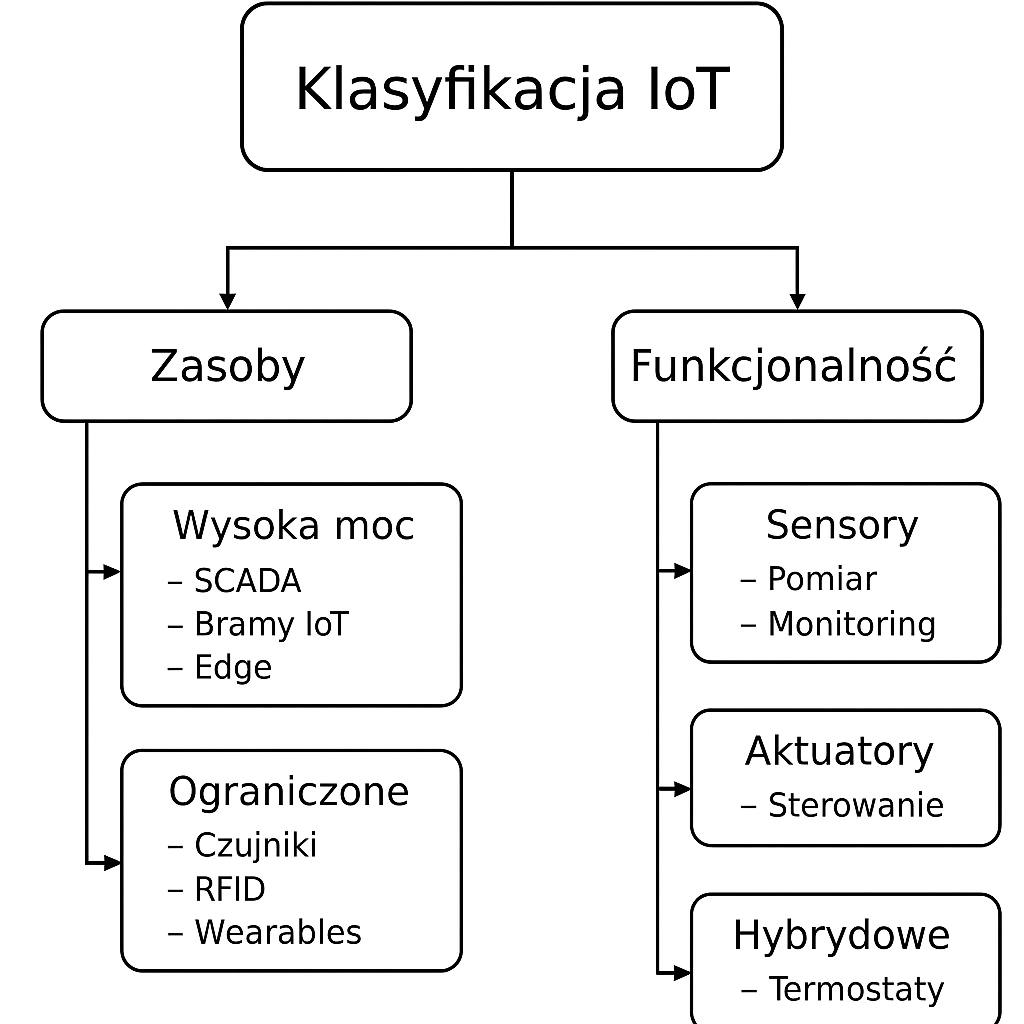 Klasyfikacja IoT
Zasoby
Wysoka moc
– SCADA
– Bramy IoT
– Edge
Ograniczone
– Czujniki
– RFID
– Wearables
Funkcjonalność
Sensory
– Pomiar
– Monitoring
Aktuatory
– Sterowanie
Hybrydowe
– Termostaty